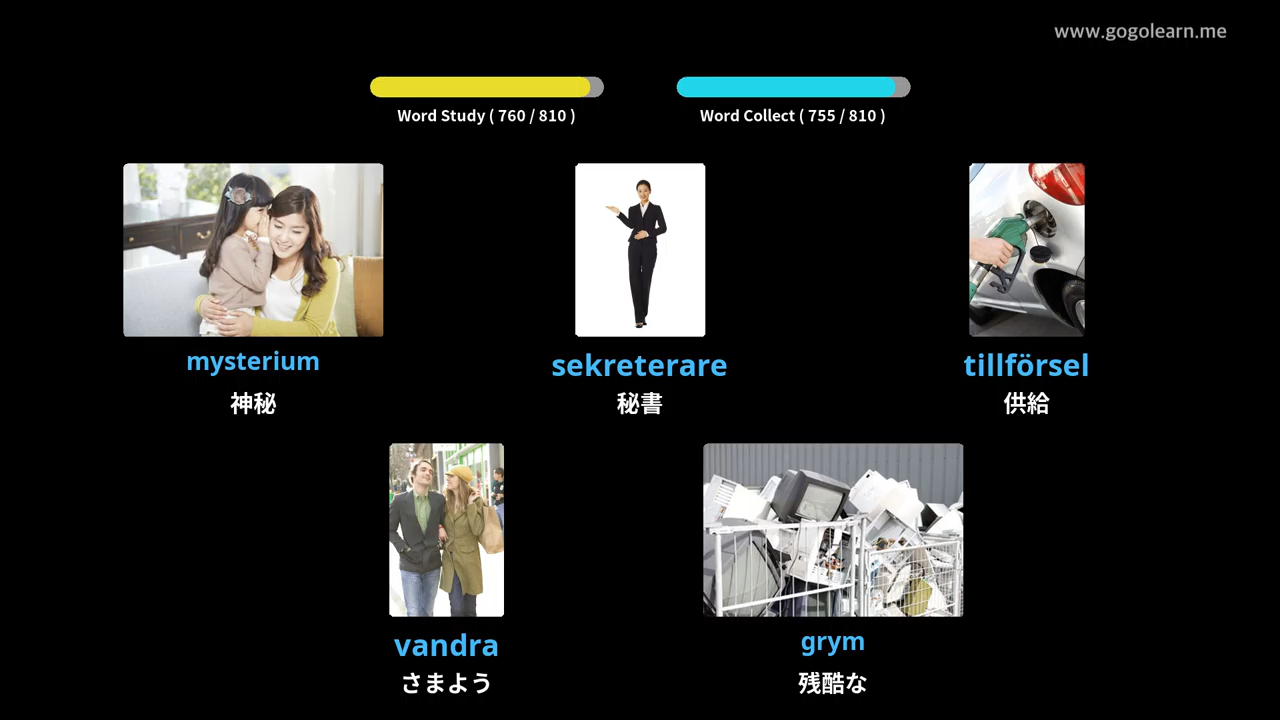 www.gogolearn.me
Word Study ( 760 / 810 )
Word Collect ( 755 / 810 )
mysterium
神秘
sekreterare
秘書
tillförsel
供給
vandra
さまよう
grym
残酷な